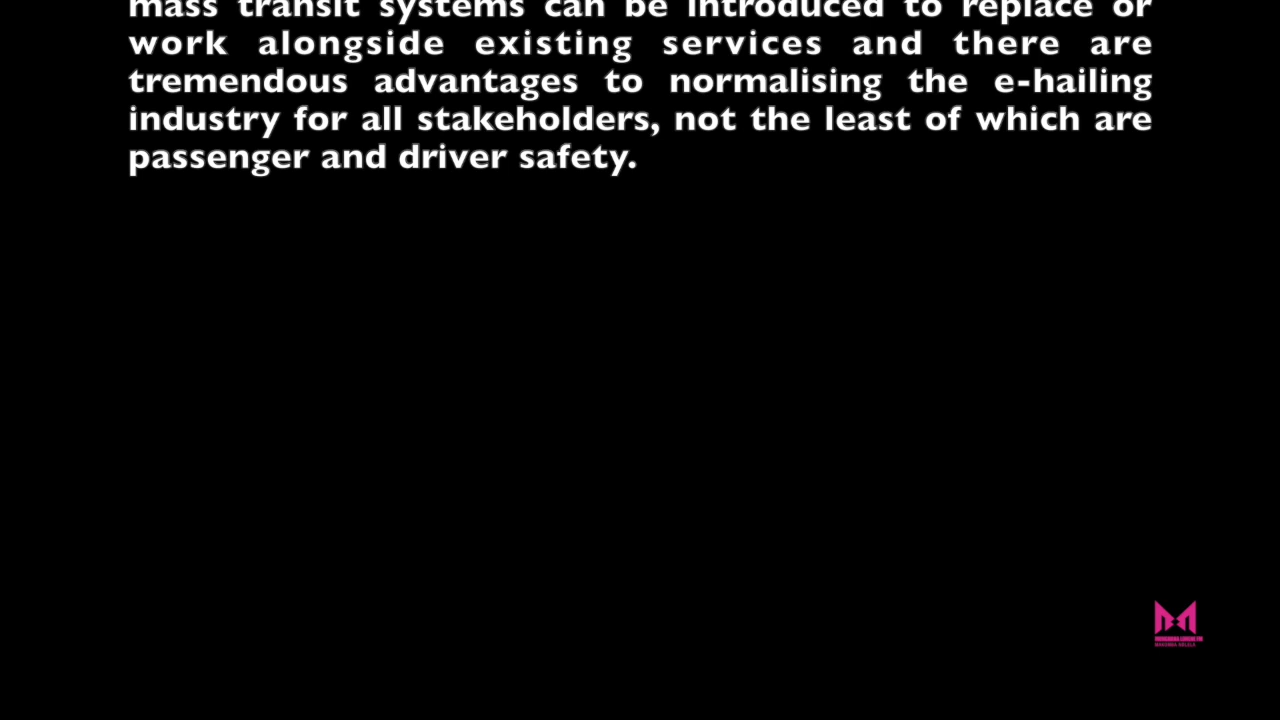 mass transit systems can be introduced to replace or
work alongside existing services and there are
tremendous advantages to normalising the e-hailing
industry for all stakeholders, not the least of which are
passenger and driver safety.